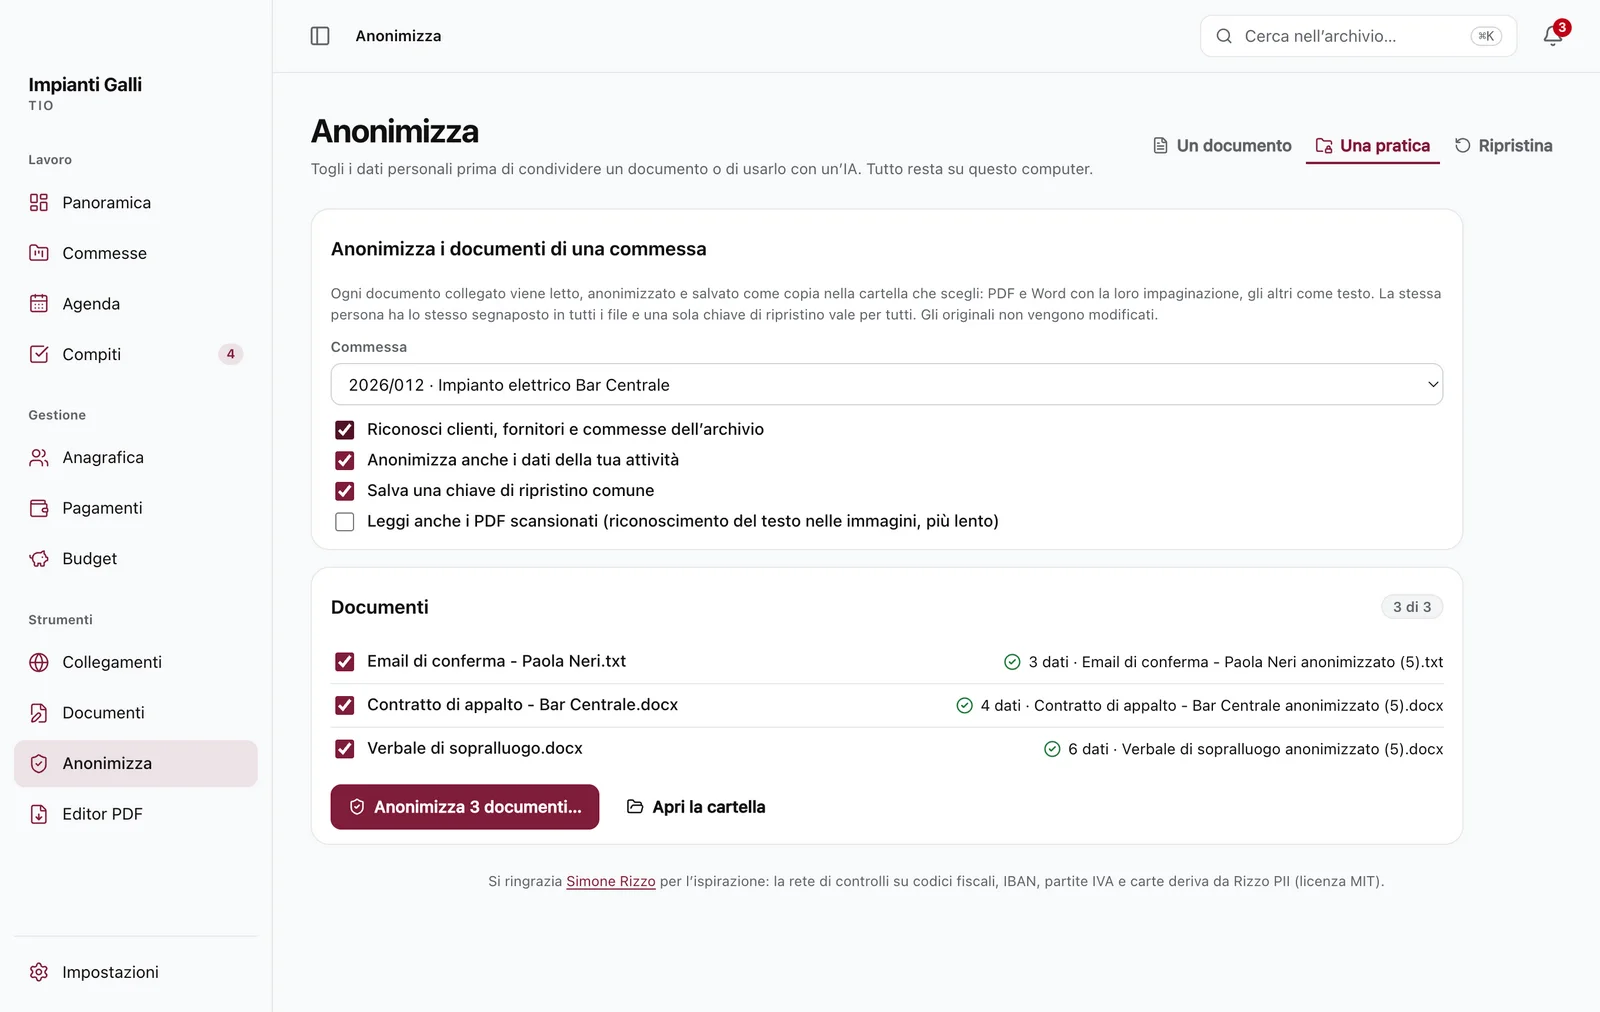 Impianti Galli
TIO
Lavoro
Panoramica
Commesse
Agenda
Compiti
4
Gestione
Anagrafica
Pagamenti
Budget
Strumenti
Collegamenti
Documenti
Anonimizza
Editor PDF
Impostazioni
Anonimizza
Cerca nell’archivio...
⌘K
3
Anonimizza
Togli i dati personali prima di condividere un documento o di usarlo con un’IA. Tutto resta su questo computer.
Un documento
Una pratica
Ripristina
Anonimizza i documenti di una commessa
Ogni documento collegato viene letto, anonimizzato e salvato come copia nella cartella che scegli: PDF e Word con la loro impaginazione, gli altri come testo. La stessa
persona ha lo stesso segnaposto in tutti i file e una sola chiave di ripristino vale per tutti. Gli originali non vengono modificati.
Commessa
2026/012 · Impianto elettrico Bar Centrale
Riconosci clienti, fornitori e commesse dell’archivio
Anonimizza anche i dati della tua attività
Salva una chiave di ripristino comune
Leggi anche i PDF scansionati (riconoscimento del testo nelle immagini, più lento)
Documenti
3 di 3
Email di conferma - Paola Neri.txt
3 dati · Email di conferma - Paola Neri anonimizzato (5).txt
Contratto di appalto - Bar Centrale.docx
4 dati · Contratto di appalto - Bar Centrale anonimizzato (5).docx
Verbale di sopralluogo.docx
6 dati · Verbale di sopralluogo anonimizzato (5).docx
Anonimizza 3 documenti...
Apri la cartella
Si ringrazia Simone Rizzo per l’ispirazione: la rete di controlli su codici fiscali, IBAN, partite IVA e carte deriva da Rizzo PII (licenza MIT).